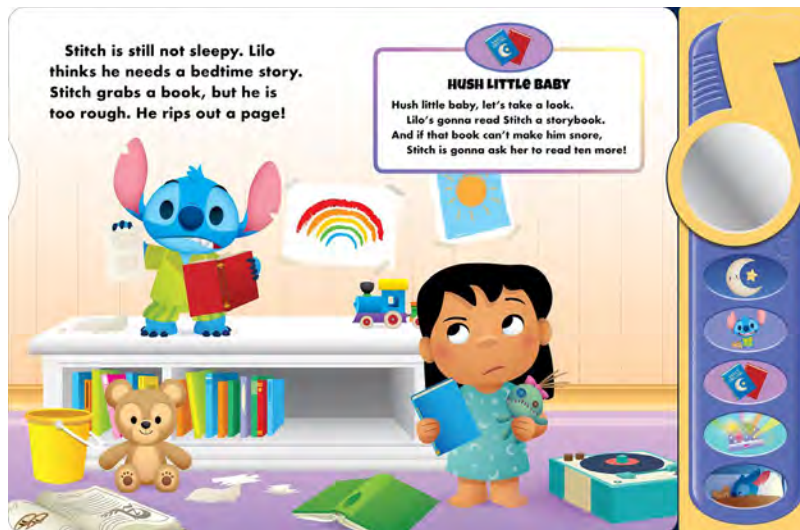 Stitch is still not sleepy. Lilo
thinks he needs a bedtime story.
Stitch grabs a book, but he is
too rough. He rips out a page!
HUSH LITTLE BABY
Hush little baby, let's take a look.
Lilo's gonna read Stitch a storybook.
And if that book can't make him snore,
Stitch is gonna ask her to read ten more!